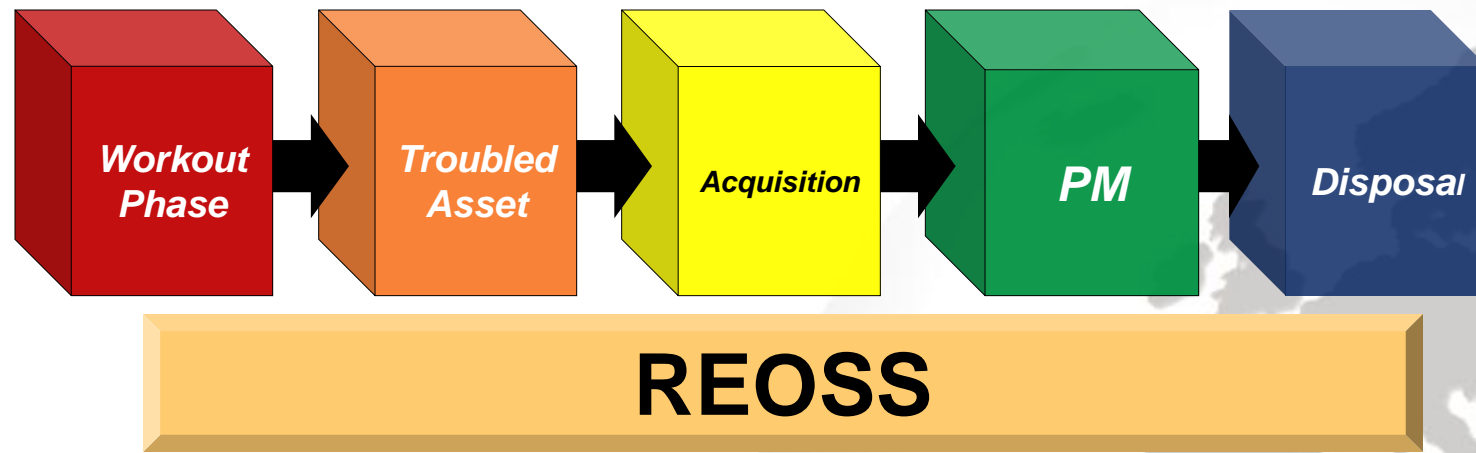 Workout
Phase
Troubled
Asset
Acquisition
PM
Disposal
REOSS